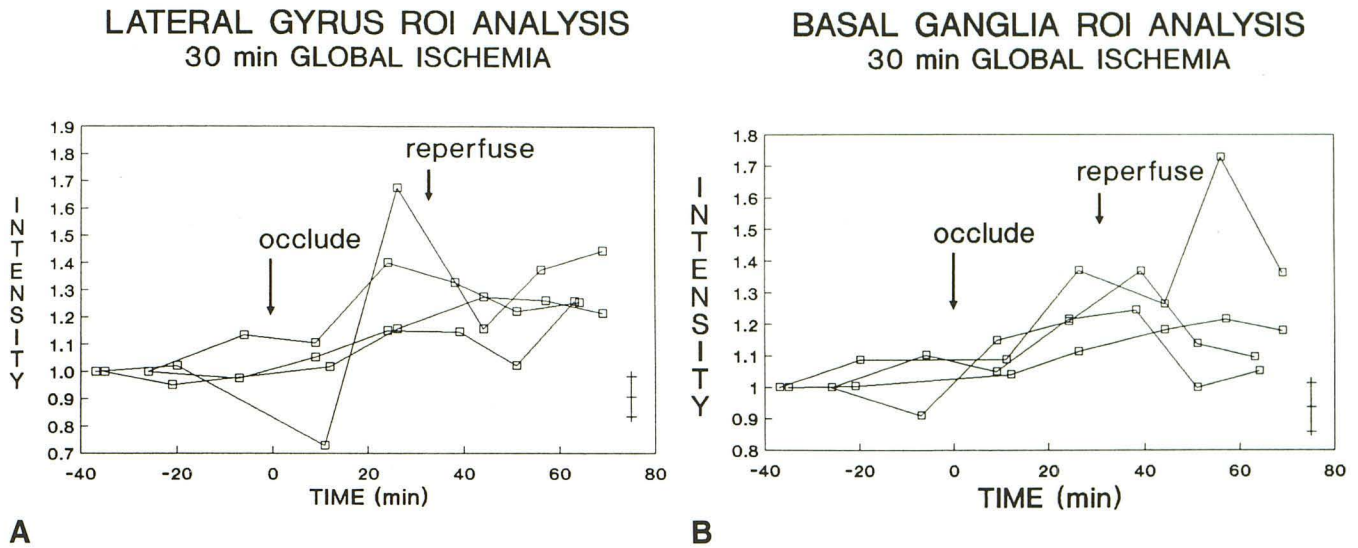 LATERAL GYRUS ROI ANALYSIS
30 min GLOBAL ISCHEMIA
1.9
1.8
1.7
1.6
1.5
1.4
1.3
1.2
1.1
1.0
0.9
0.8
0.7
INTENSITY
reperfuse
occlude
-40 -20 0 20 40 60 80
TIME (min)
A
BASAL GANGLIA ROI ANALYSIS
30 min GLOBAL ISCHEMIA
1.8
1.7
1.6
1.5
1.4
1.3
1.2
1.1
1.0
0.9
0.8
INTENSITY
reperfuse
occlude
-40 -20 0 20 40 60 80
TIME (min)
B